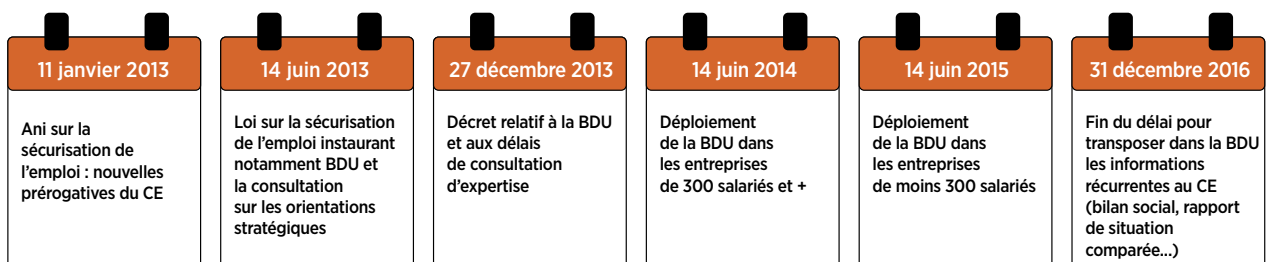 11 janvier 2013
Ani sur la
sécurisation de
l'emploi : nouvelles
prérogatives du CE
14 juin 2013
Loi sur la sécurisation
de l'emploi instaurant
notamment BDU et
la consultation
sur les orientations
stratégiques
27 décembre 2013
Décret relatif à la BDU
et aux délais
de consultation
d'expertise
14 juin 2014
Déploiement
de la BDU dans
les entreprises
de 300 salariés et +
14 juin 2015
Déploiement
de la BDU dans
les entreprises
de moins 300 salariés
31 décembre 2016
Fin du délai pour
transposer dans la BDU
les informations
récurrentes au CE
(bilan social, rapport
de situation
comparée...)